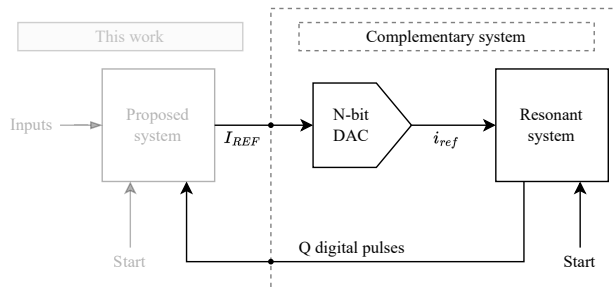 This work
Complementary system
Proposed
system
N-bit
DAC
Resonant
system
Inputs
I_REF
i_ref
Q digital pulses
Start
Start